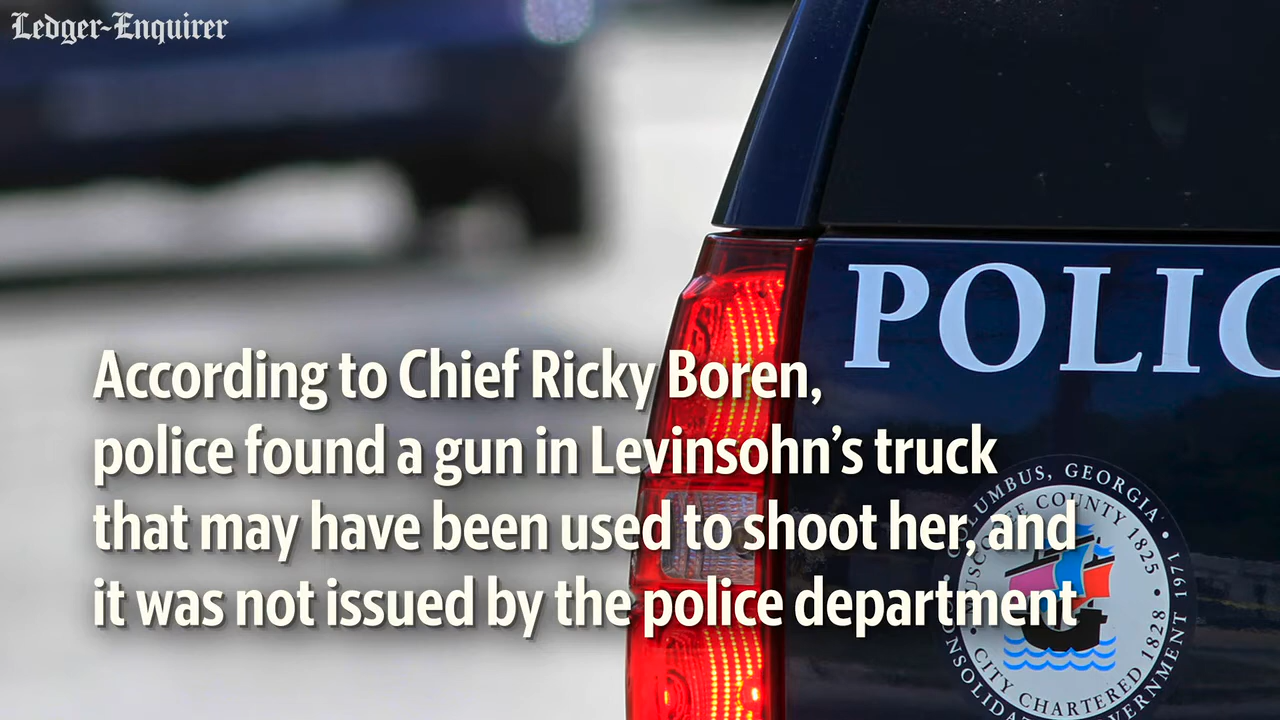 Ledger-Enquirer
POLIC
According to Chief Ricky Boren,
police found a gun in Levinsohn's truck
that may have been used to shoot her, and
it was not issued by the police department
COLUMBUS, GEORGIA •
COUNTY 1825 •
CITY CHARTERED 1828 •
1971